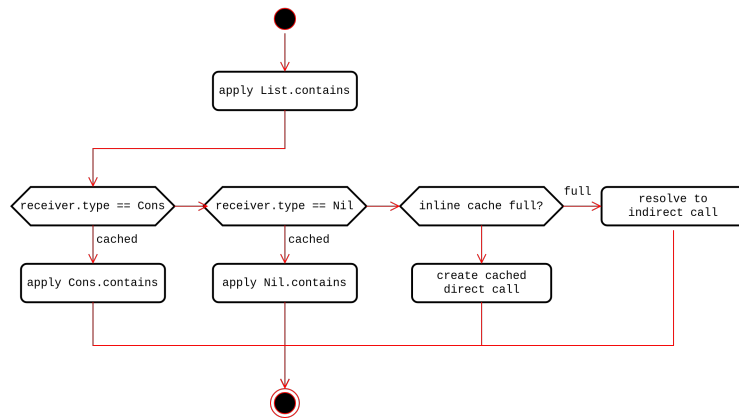 apply List.contains
full
receiver.type == Cons
receiver.type == Nil
inline cache full?
resolve to
indirect call
cached
cached
apply Cons.contains
apply Nil.contains
create cached
direct call